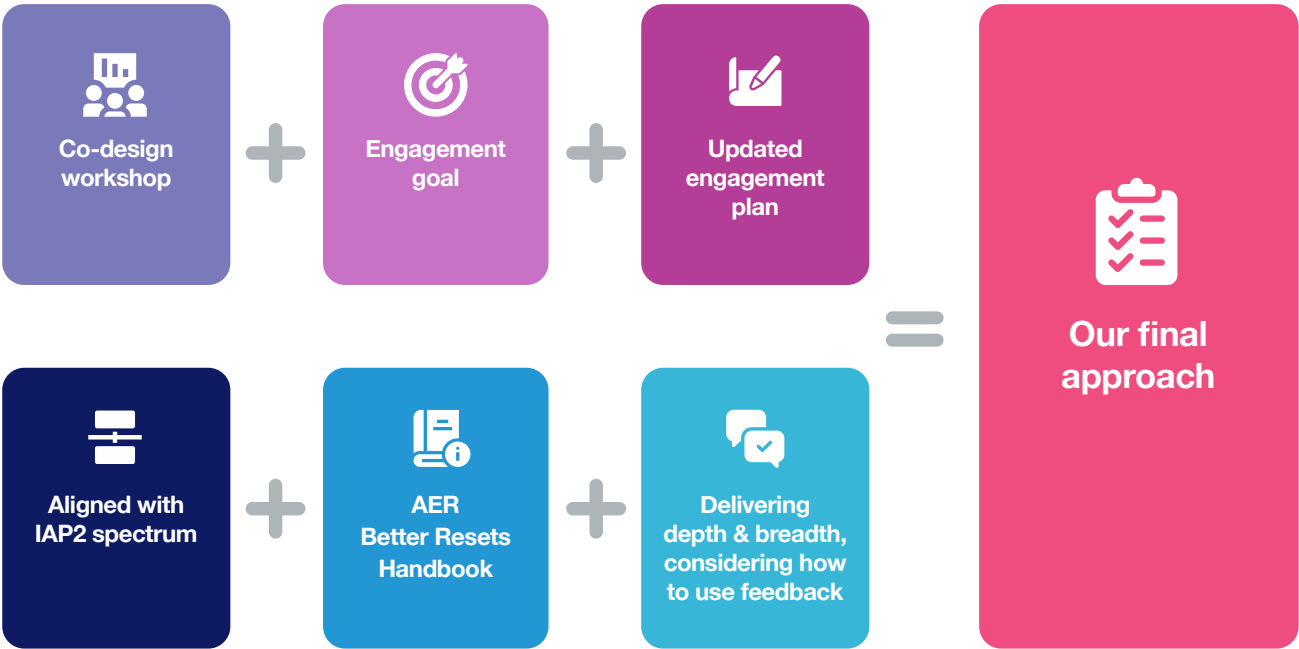 Co-design
workshop
Engagement
goal
Updated
engagement
plan
Aligned with
IAP2 spectrum
AER
Better Resets
Handbook
Delivering
depth & breadth,
considering how
to use feedback
Our final
approach